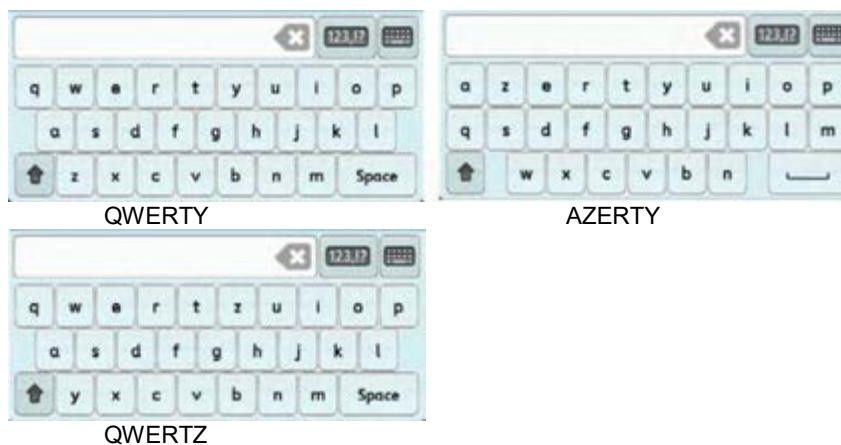 123,!?
q w e r t y u i o p
a s d f g h j k l
z x c v b n m Space
QWERTY
123,!?
a z e r t y u i o p
q s d f g h j k l m
w x c v b n
AZERTY
123,!?
q w e r t z u i o p
a s d f g h j k l
y x c v b n m Space
QWERTZ